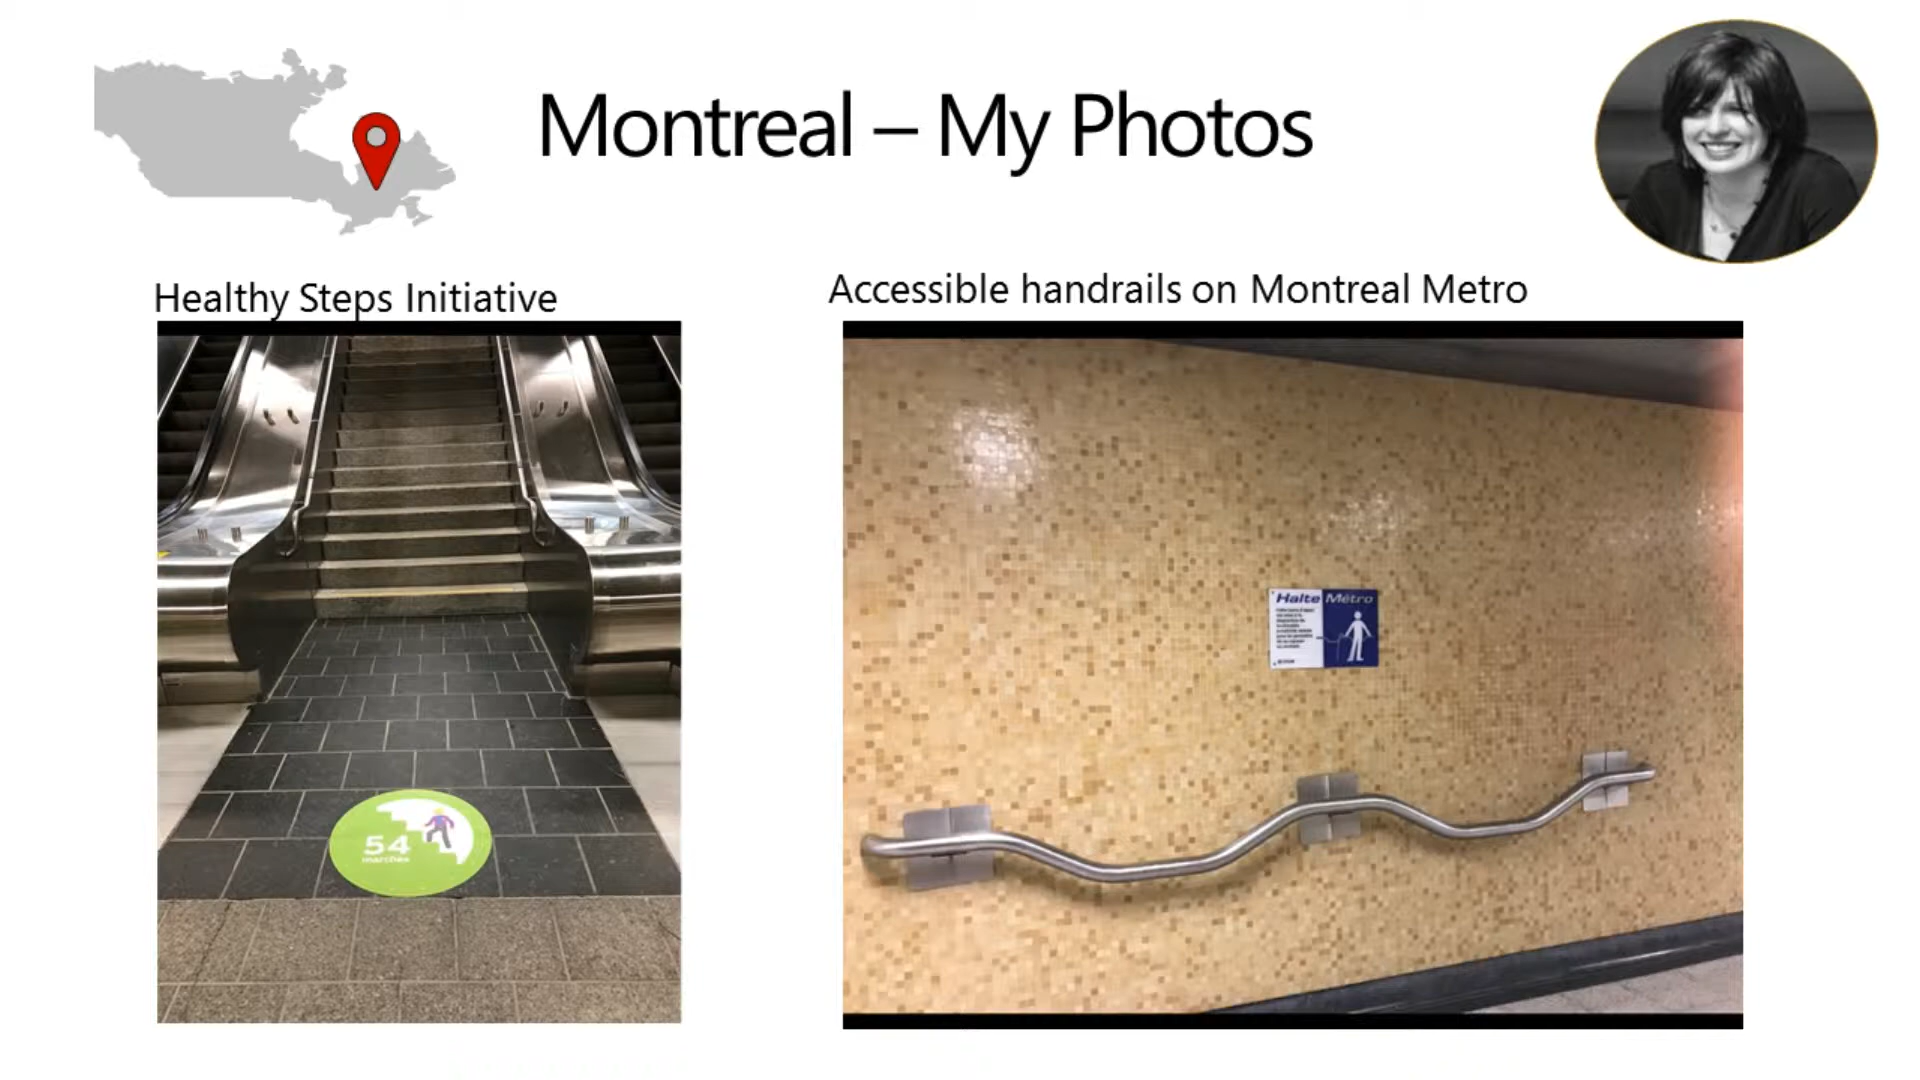 Montreal – My Photos
Healthy Steps Initiative
Accessible handrails on Montreal Metro
54
marches
Halte Métro